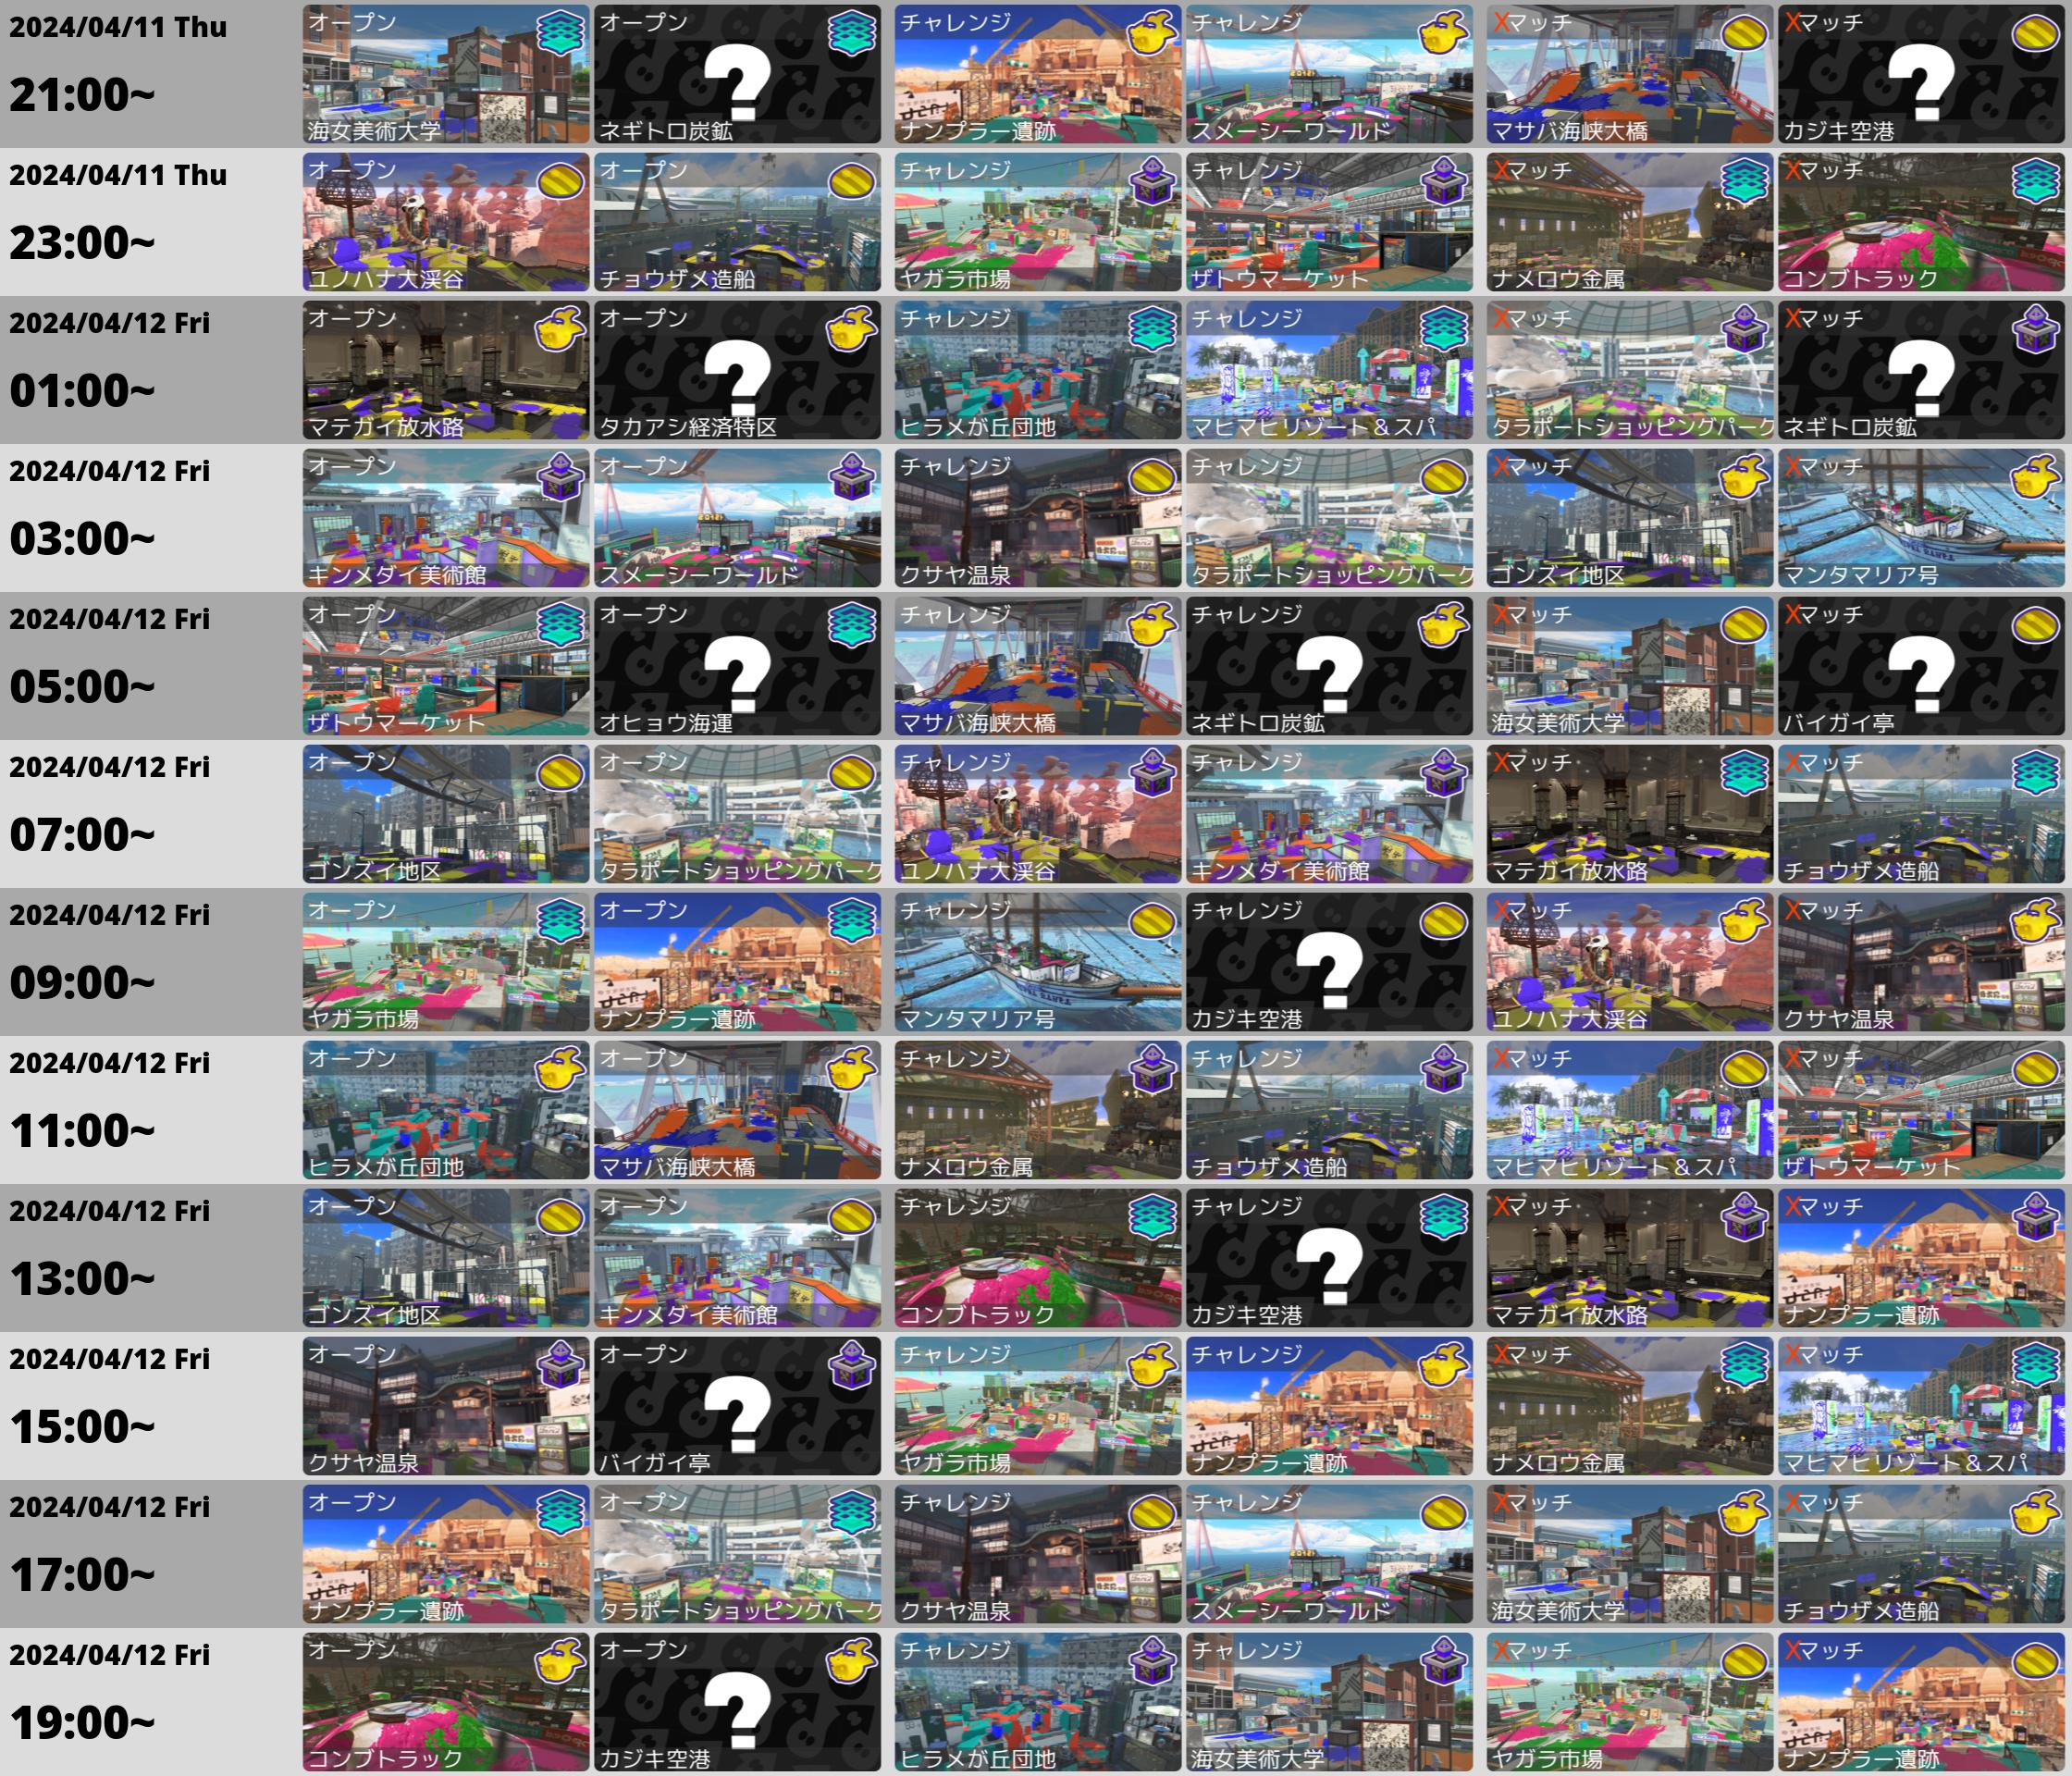 2024/04/11 Thu
21:00~
オープン オープン チャレンジ チャレンジ Xマッチ Xマッチ
海女美術大学 ネギトロ炭鉱 ナンプラー遺跡 スメーシーワールド マサバ海峡大橋 カジキ空港
2024/04/11 Thu
23:00~
オープン オープン チャレンジ チャレンジ Xマッチ Xマッチ
ユノハナ大渓谷 チョウザメ造船 ヤガラ市場 ザトウマーケット ナメロウ金属 コンブトラック
2024/04/12 Fri
01:00~
オープン オープン チャレンジ チャレンジ Xマッチ Xマッチ
マテガイ放水路 タカアシ経済特区 ヒラメが丘団地 マヒマヒリゾート＆スパ タラポートショッピングパーク ネギトロ炭鉱
2024/04/12 Fri
03:00~
オープン オープン チャレンジ チャレンジ Xマッチ Xマッチ
キンメダイ美術館 スメーシーワールド クサヤ温泉 タラポートショッピングパーク ゴンズイ地区 マンタマリア号
2024/04/12 Fri
05:00~
オープン オープン チャレンジ チャレンジ Xマッチ Xマッチ
ザトウマーケット オヒョウ海運 マサバ海峡大橋 ネギトロ炭鉱 海女美術大学 バイガイ亭
2024/04/12 Fri
07:00~
オープン オープン チャレンジ チャレンジ Xマッチ Xマッチ
ゴンズイ地区 タラポートショッピングパーク ユノハナ大渓谷 キンメダイ美術館 マテガイ放水路 チョウザメ造船
2024/04/12 Fri
09:00~
オープン オープン チャレンジ チャレンジ Xマッチ Xマッチ
ヤガラ市場 ナンプラー遺跡 マンタマリア号 カジキ空港 ユノハナ大渓谷 クサヤ温泉
2024/04/12 Fri
11:00~
オープン オープン チャレンジ チャレンジ Xマッチ Xマッチ
ヒラメが丘団地 マサバ海峡大橋 ナメロウ金属 チョウザメ造船 マヒマヒリゾート＆スパ ザトウマーケット
2024/04/12 Fri
13:00~
オープン オープン チャレンジ チャレンジ Xマッチ Xマッチ
ゴンズイ地区 キンメダイ美術館 コンブトラック カジキ空港 マテガイ放水路 ナンプラー遺跡
2024/04/12 Fri
15:00~
オープン オープン チャレンジ チャレンジ Xマッチ Xマッチ
クサヤ温泉 バイガイ亭 ヤガラ市場 ナンプラー遺跡 ナメロウ金属 マヒマヒリゾート＆スパ
2024/04/12 Fri
17:00~
オープン オープン チャレンジ チャレンジ Xマッチ Xマッチ
ナンプラー遺跡 タラポートショッピングパーク クサヤ温泉 スメーシーワールド 海女美術大学 チョウザメ造船
2024/04/12 Fri
19:00~
オープン オープン チャレンジ チャレンジ Xマッチ Xマッチ
コンブトラック カジキ空港 ヒラメが丘団地 海女美術大学 ヤガラ市場 ナンプラー遺跡